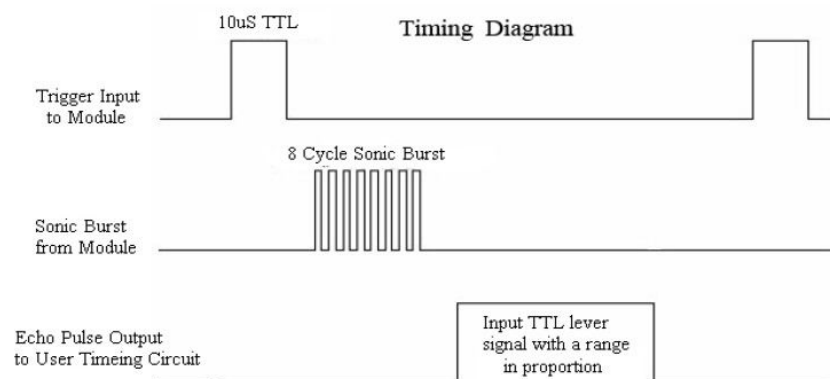 10uS TTL
Timing Diagram
Trigger Input
to Module
8 Cycle Sonic Burst
Sonic Burst
from Module
Echo Pulse Output
to User Timeing Circuit
Input TTL lever
signal with a range
in proportion